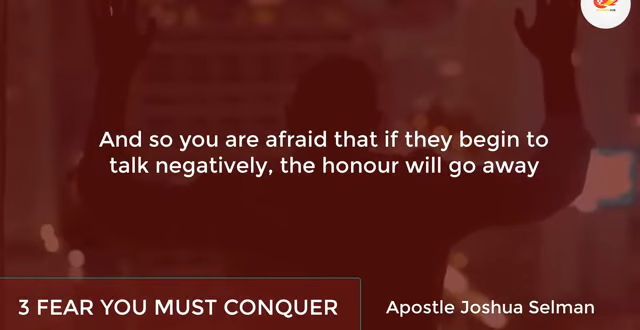 And so you are afraid that if they begin to
talk negatively, the honour will go away
3 FEAR YOU MUST CONQUER
Apostle Joshua Selman